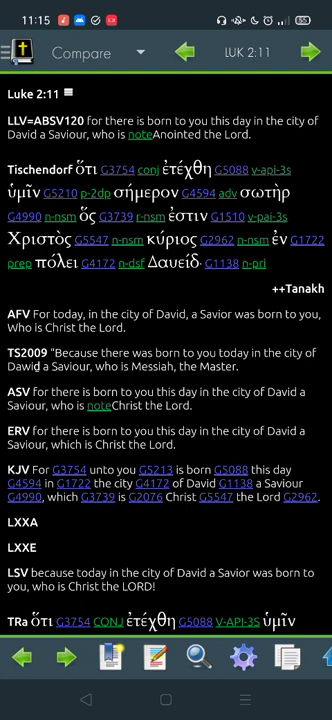 11:15
Compare
LUK 2:11
Luke 2:11
LLV=ABSV120 for there is born to you this day in the city of
David a Saviour, who is noteAnointed the Lord.
Tischendorf ὅτι G3754 conj ἐτέχθη G5088 v-api-3s
ὑμῖν G5210 p-2dp σήμερον G4594 adv σωτὴρ
G4990 n-nsm ὅς G3739 r-nsm ἐστιν G1510 v-pai-3s
Χριστὸς G5547 n-nsm κύριος G2962 n-nsm ἐν G1722
prep πόλει G4172 n-dsf Δαυείδ· G1138 n-pri
++Tanakh
AFV For today, in the city of David, a Savior was born to you,
Who is Christ the Lord.
TS2009 “Because there was born to you today in the city of
Dawiḏ a Saviour, who is Messiah, the Master.
ASV for there is born to you this day in the city of David a
Saviour, who is noteChrist the Lord.
ERV for there is born to you this day in the city of David a
Saviour, which is Christ the Lord.
KJV For G3754 unto you G5213 is born G5088 this day
G4594 in G1722 the city G4172 of David G1138 a Saviour
G4990, which G3739 is G2076 Christ G5547 the Lord G2962.
LXXA
LXXE
LSV because today in the city of David a Savior was born to
you, who is Christ the LORD!
TRa ὅτι G3754 CONJ ἐτέχθη G5088 V-API-3S ὑμῖν